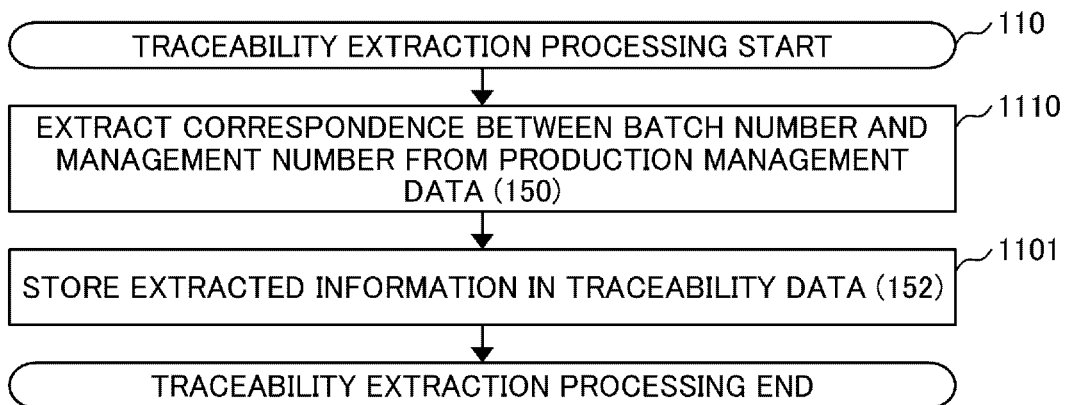 TRACEABILITY EXTRACTION PROCESSING START
110
1110
EXTRACT CORRESPONDENCE BETWEEN BATCH NUMBER AND
MANAGEMENT NUMBER FROM PRODUCTION MANAGEMENT
DATA (150)
1101
STORE EXTRACTED INFORMATION IN TRACEABILITY DATA (152)
TRACEABILITY EXTRACTION PROCESSING END